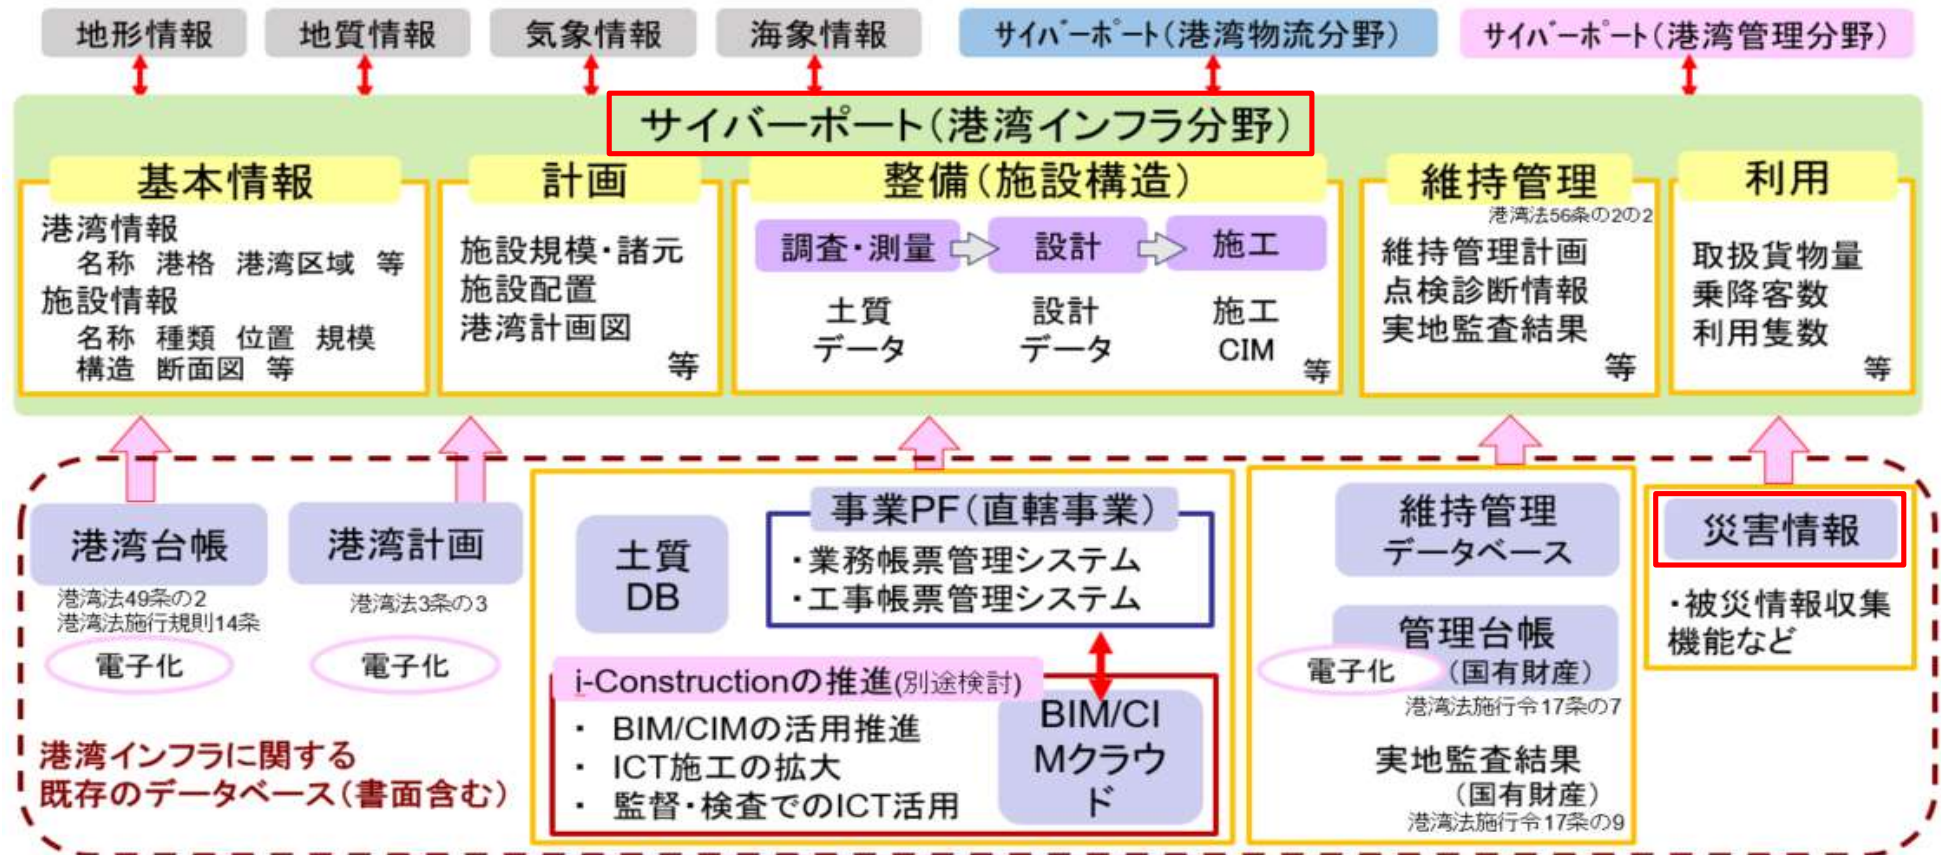 地形情報
地質情報
気象情報
海象情報
サイバーポート(港湾物流分野)
サイバーポート(港湾管理分野)
サイバーポート(港湾インフラ分野)
基本情報
港湾情報
名称 港格 港湾区域 等
施設情報
名称 種類 位置 規模
構造 断面図 等
計画
施設規模・諸元
施設配置
港湾計画図
等
整備(施設構造)
調査・測量
設計
施工
土質
データ
設計
データ
施工
CIM
等
維持管理
港湾法56条の2の2
維持管理計画
点検診断情報
実地監査結果
等
利用
取扱貨物量
乗降客数
利用隻数
等
港湾台帳
港湾法49条の2
港湾法施行規則14条
電子化
港湾計画
港湾法3条の3
電子化
港湾インフラに関する
既存のデータベース(書面含む)
土質
DB
事業PF(直轄事業)
・業務帳票管理システム
・工事帳票管理システム
i-Constructionの推進(別途検討)
・ BIM/CIMの活用推進
・ ICT施工の拡大
・ 監督・検査でのICT活用
BIM/CI
Mクラウ
ド
維持管理
データベース
管理台帳
(国有財産)
電子化
港湾法施行令17条の7
実地監査結果
(国有財産)
港湾法施行令17条の9
災害情報
・被災情報収集
機能など